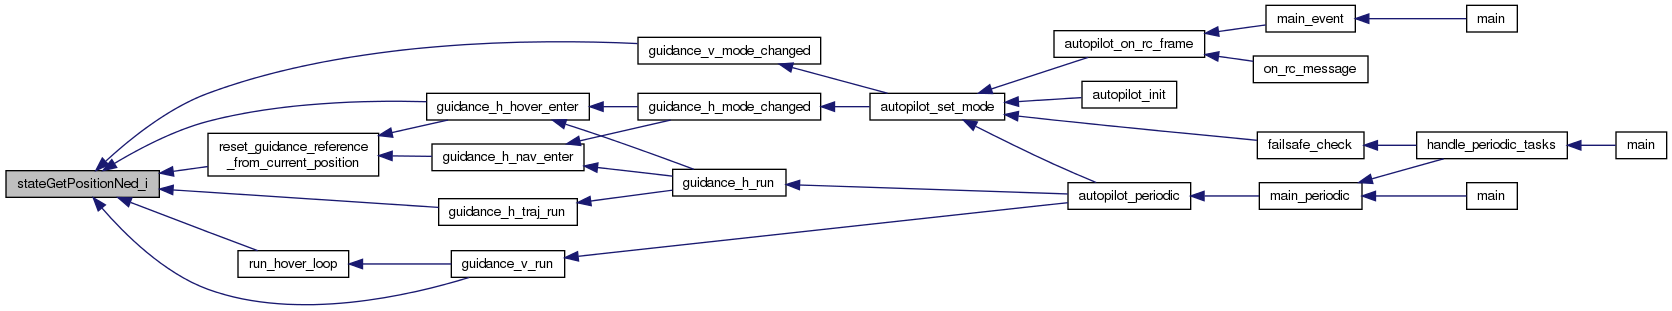 stateGetPositionNed_i
guidance_v_mode_changed
guidance_h_hover_enter
reset_guidance_reference
_from_current_position
guidance_h_nav_enter
guidance_h_traj_run
run_hover_loop
guidance_v_run
guidance_h_mode_changed
guidance_h_run
autopilot_set_mode
autopilot_on_rc_frame
autopilot_init
autopilot_periodic
main_event
main
on_rc_message
failsafe_check
handle_periodic_tasks
main
main_periodic
main